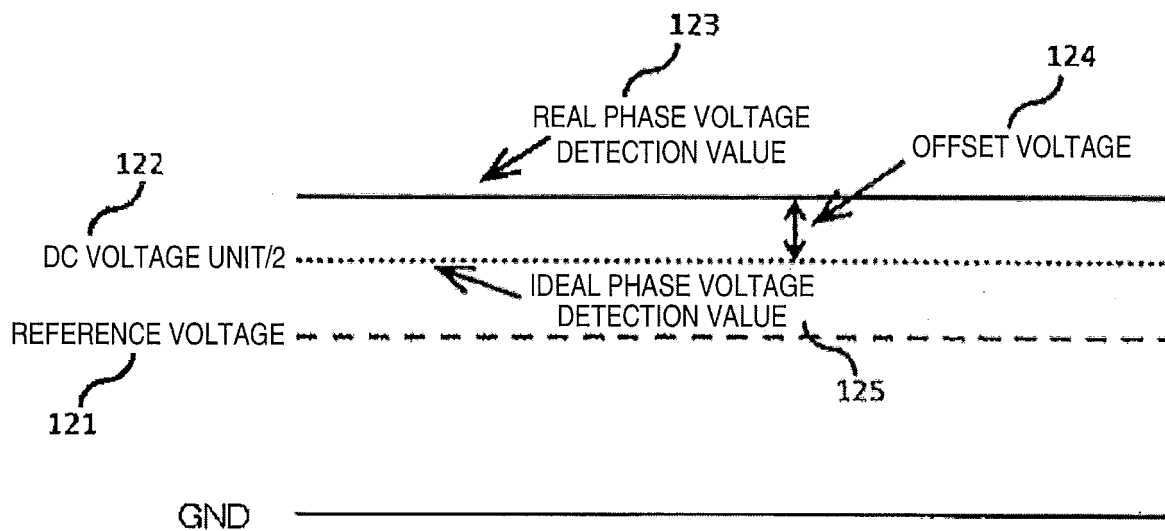 123
124
REAL PHASE VOLTAGE
DETECTION VALUE
OFFSET VOLTAGE
122
DC VOLTAGE UNIT/2
IDEAL PHASE VOLTAGE
DETECTION VALUE
REFERENCE VOLTAGE
125
121
GND